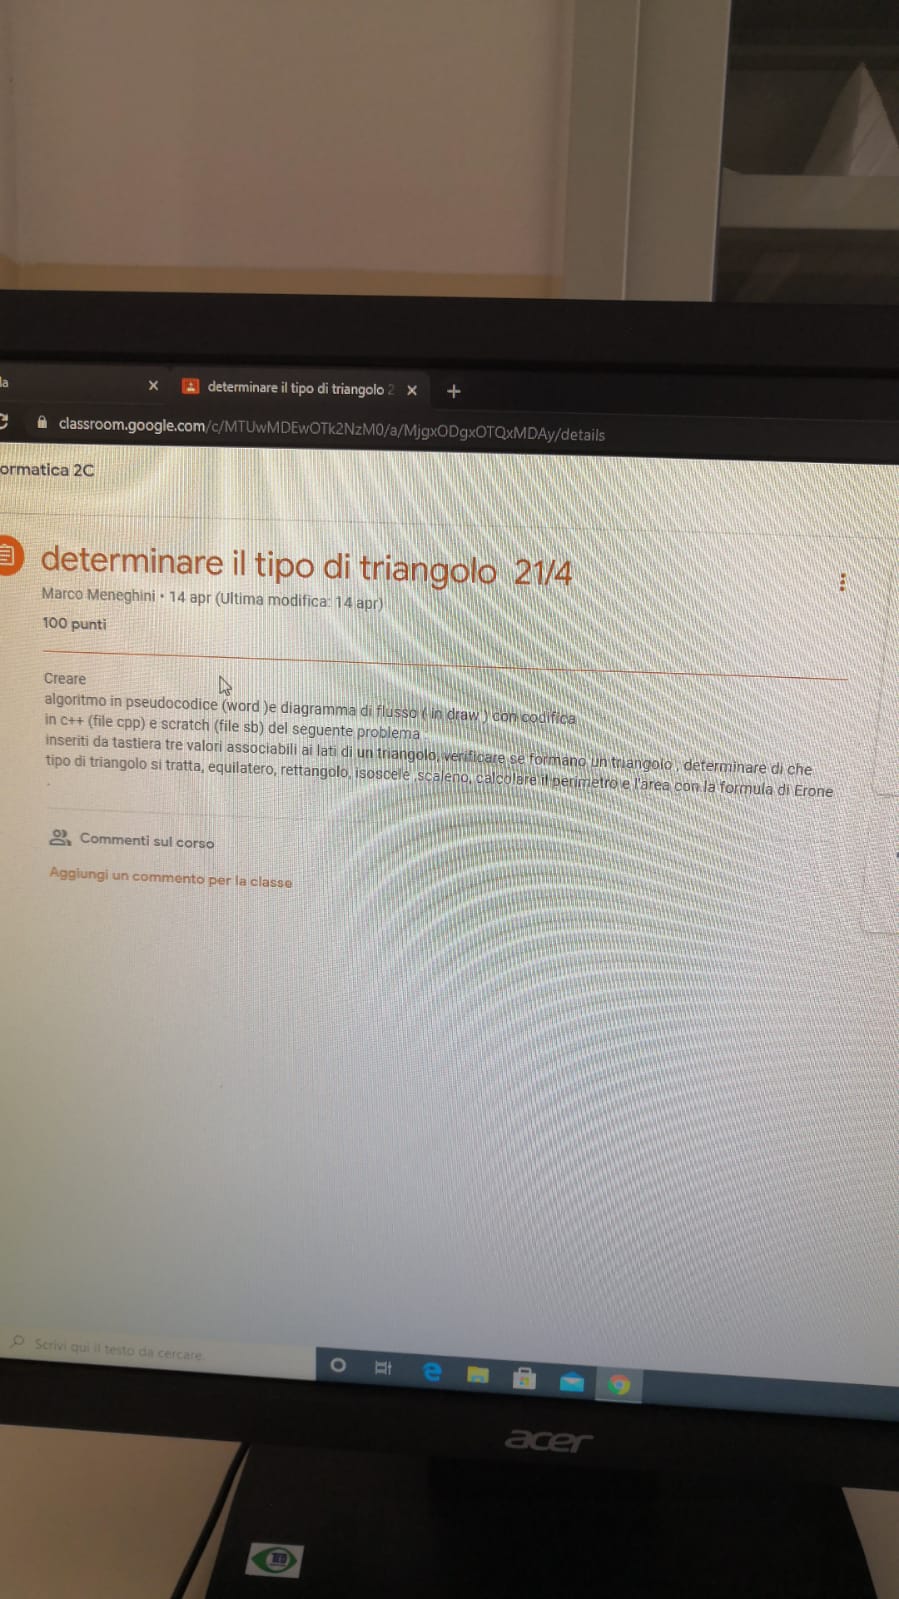 la
determinare il tipo di triangolo 2
classroom.google.com/c/MTUwMDEwOTk2NzM0/a/MjgxODgxOTQxMDAy/details
ormatica 2C
determinare il tipo di triangolo 21/4
Marco Meneghini • 14 apr (Ultima modifica: 14 apr)
100 punti
Creare
algoritmo in pseudocodice (word )e diagramma di flusso ( in draw ) con codifica
in c++ (file cpp) e scratch (file sb) del seguente problema
inseriti da tastiera tre valori associabili ai lati di un triangolo, verificare se formano un triangolo , determinare di che
tipo di triangolo si tratta, equilatero, rettangolo, isoscele ,scaleno, calcolare il perimetro e l'area con la formula di Erone
.
Commenti sul corso
Aggiungi un commento per la classe
Scrivi qui il testo da cercare.
acer